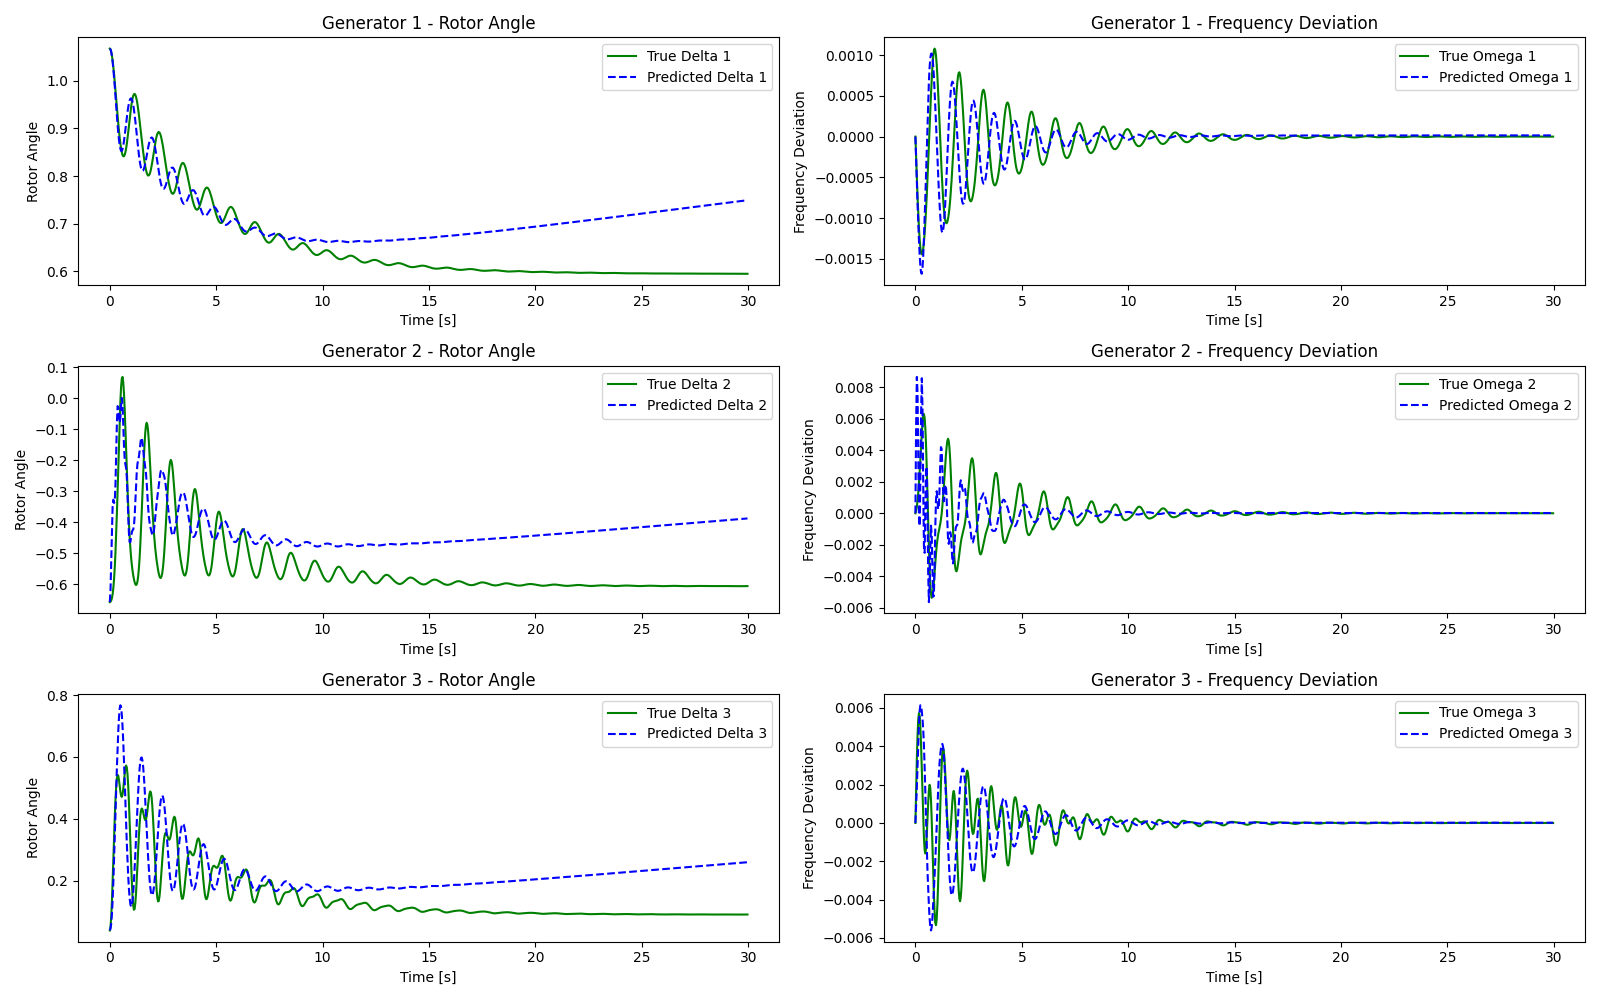 Generator 1 - Rotor Angle
Rotor Angle
1.0
0.9
0.8
0.7
0.6
True Delta 1
Predicted Delta 1
0 5 10 15 20 25 30
Time [s]
Generator 1 - Frequency Deviation
Frequency Deviation
0.0010
0.0005
0.0000
−0.0005
−0.0010
−0.0015
True Omega 1
Predicted Omega 1
0 5 10 15 20 25 30
Time [s]
Generator 2 - Rotor Angle
Rotor Angle
0.1
0.0
−0.1
−0.2
−0.3
−0.4
−0.5
−0.6
True Delta 2
Predicted Delta 2
0 5 10 15 20 25 30
Time [s]
Generator 2 - Frequency Deviation
Frequency Deviation
0.008
0.006
0.004
0.002
0.000
−0.002
−0.004
−0.006
True Omega 2
Predicted Omega 2
0 5 10 15 20 25 30
Time [s]
Generator 3 - Rotor Angle
Rotor Angle
0.8
0.6
0.4
0.2
True Delta 3
Predicted Delta 3
0 5 10 15 20 25 30
Time [s]
Generator 3 - Frequency Deviation
Frequency Deviation
0.006
0.004
0.002
0.000
−0.002
−0.004
−0.006
True Omega 3
Predicted Omega 3
0 5 10 15 20 25 30
Time [s]